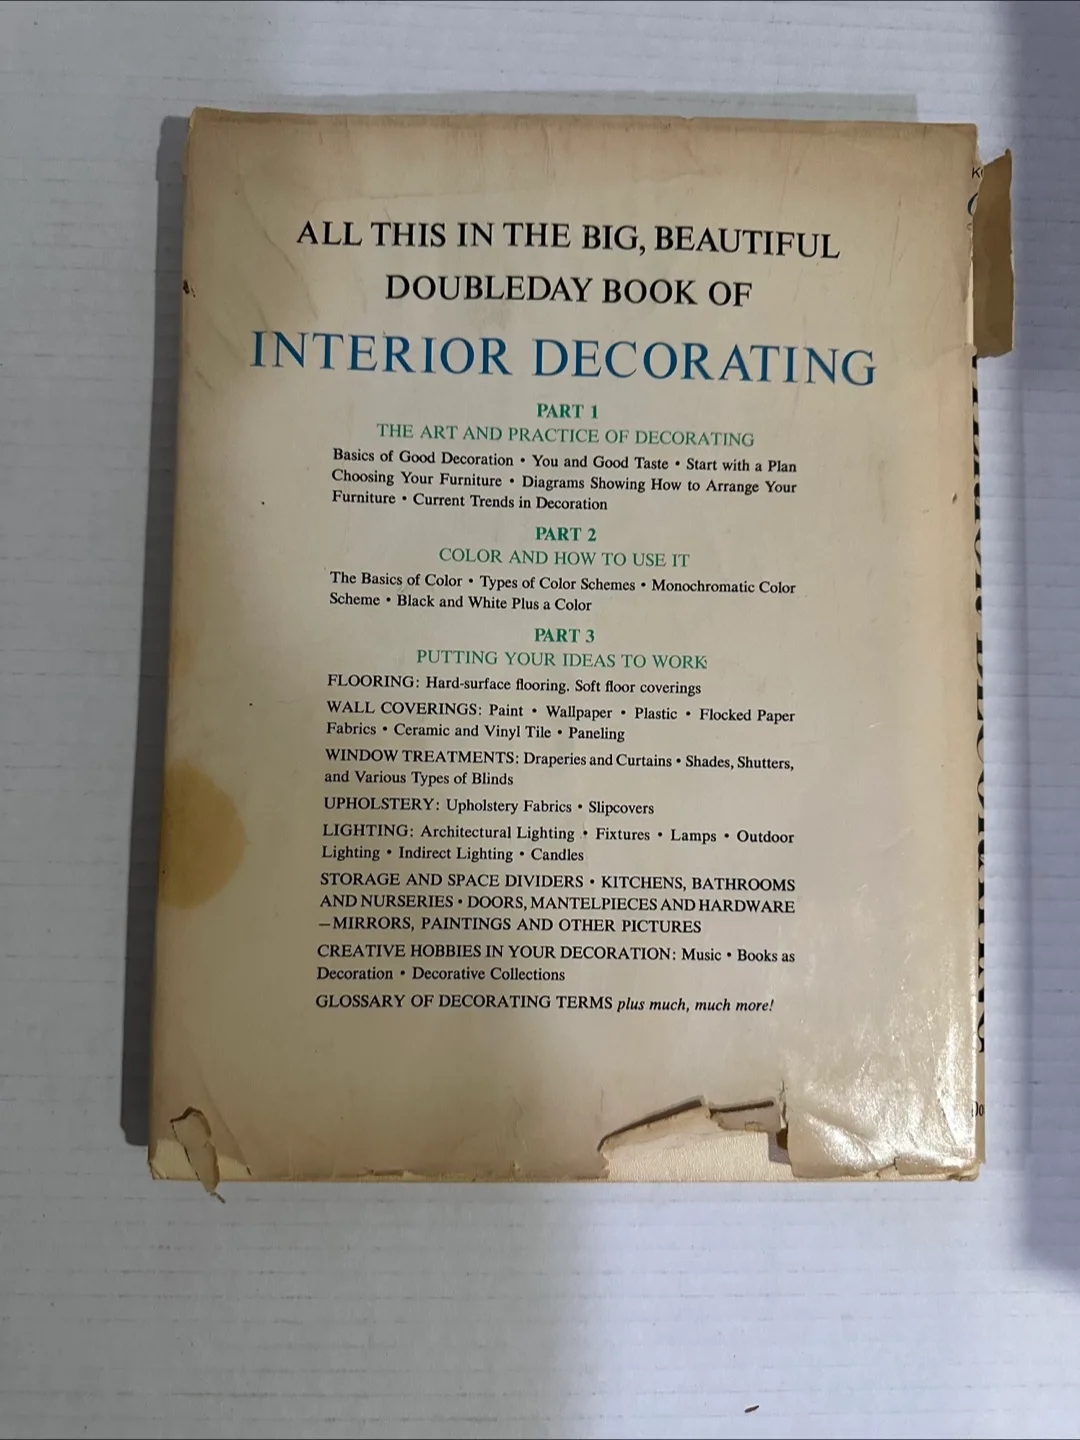 ALL THIS IN THE BIG, BEAUTIFUL
DOUBLEDAY BOOK OF
INTERIOR DECORATING
PART 1
THE ART AND PRACTICE OF DECORATING
Basics of Good Decoration • You and Good Taste • Start with a Plan
Choosing Your Furniture • Diagrams Showing How to Arrange Your
Furniture • Current Trends in Decoration
PART 2
COLOR AND HOW TO USE IT
The Basics of Color • Types of Color Schemes • Monochromatic Color
Scheme • Black and White Plus a Color
PART 3
PUTTING YOUR IDEAS TO WORK
FLOORING: Hard-surface flooring. Soft floor coverings
WALL COVERINGS: Paint • Wallpaper • Plastic • Flocked Paper
Fabrics • Ceramic and Vinyl Tile • Paneling
WINDOW TREATMENTS: Draperies and Curtains • Shades, Shutters,
and Various Types of Blinds
UPHOLSTERY: Upholstery Fabrics • Slipcovers
LIGHTING: Architectural Lighting • Fixtures • Lamps • Outdoor
Lighting • Indirect Lighting • Candles
STORAGE AND SPACE DIVIDERS • KITCHENS, BATHROOMS
AND NURSERIES • DOORS, MANTELPIECES AND HARDWARE
—MIRRORS, PAINTINGS AND OTHER PICTURES
CREATIVE HOBBIES IN YOUR DECORATION: Music • Books as
Decoration • Decorative Collections
GLOSSARY OF DECORATING TERMS plus much, much more!